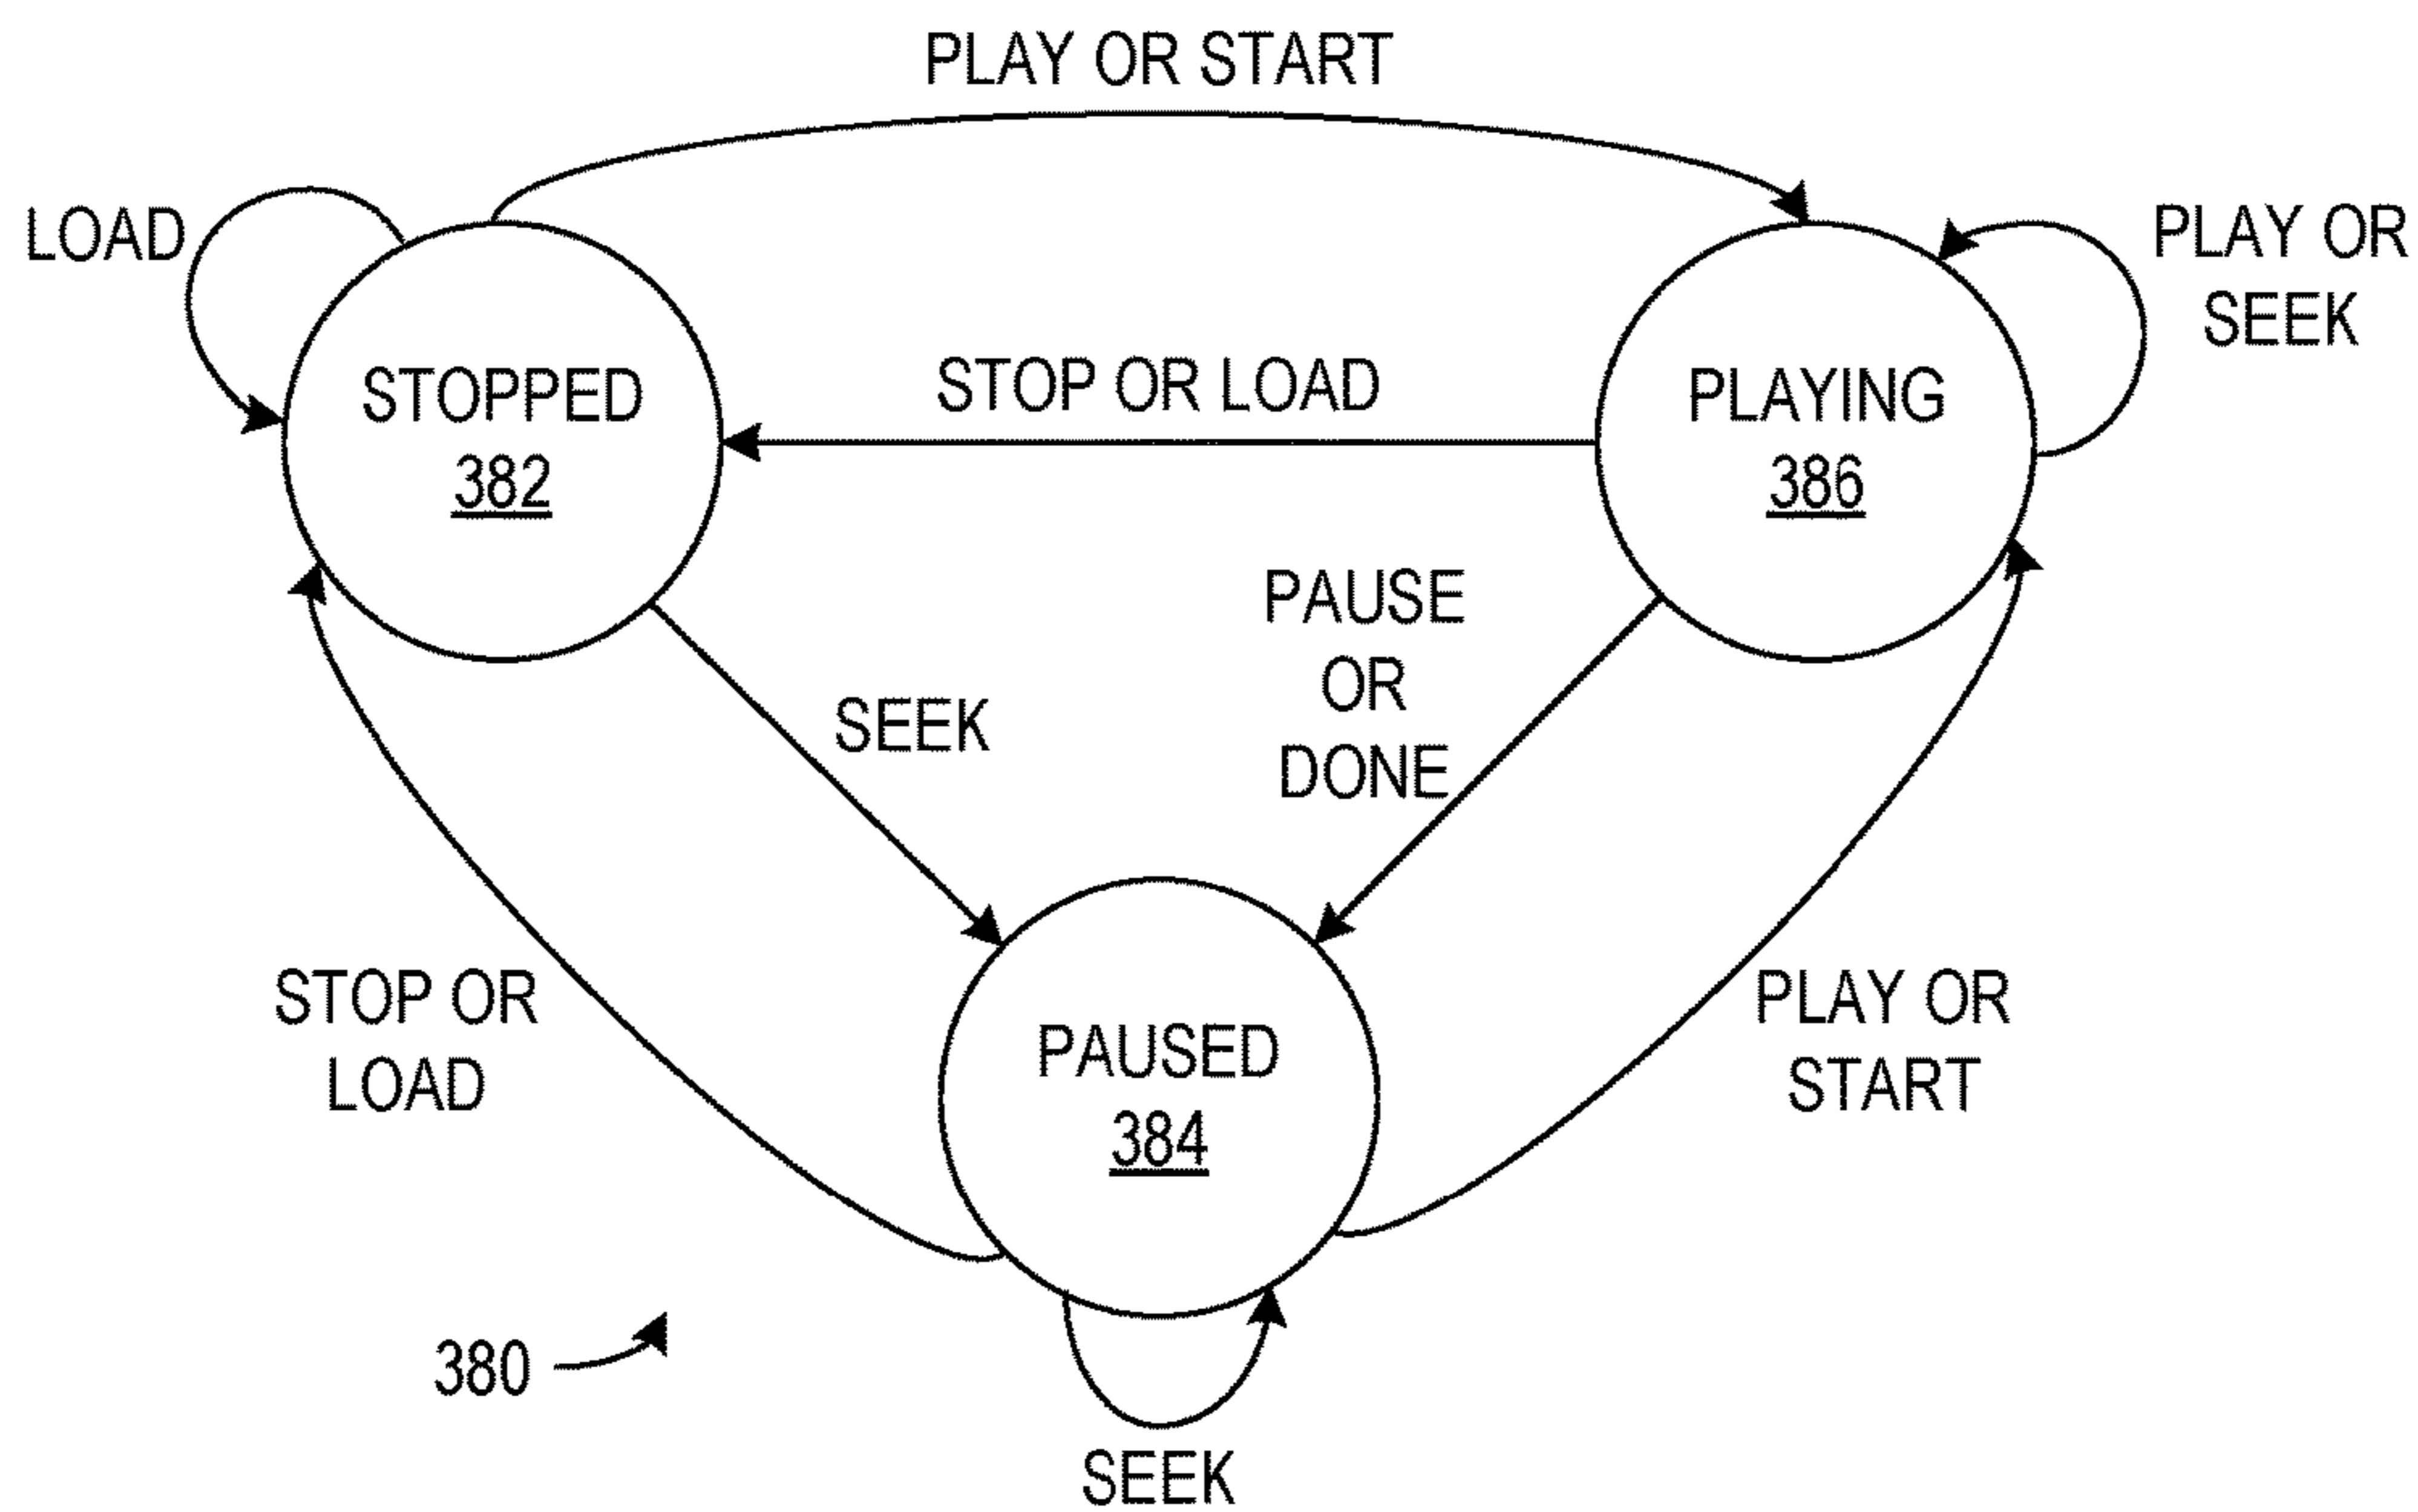 PLAY OR START
LOAD
PLAY OR
SEEK
STOPPED
382
STOP OR LOAD
PLAYING
386
PAUSE
OR
DONE
SEEK
STOP OR
LOAD
PAUSED
384
PLAY OR
START
380
SEEK